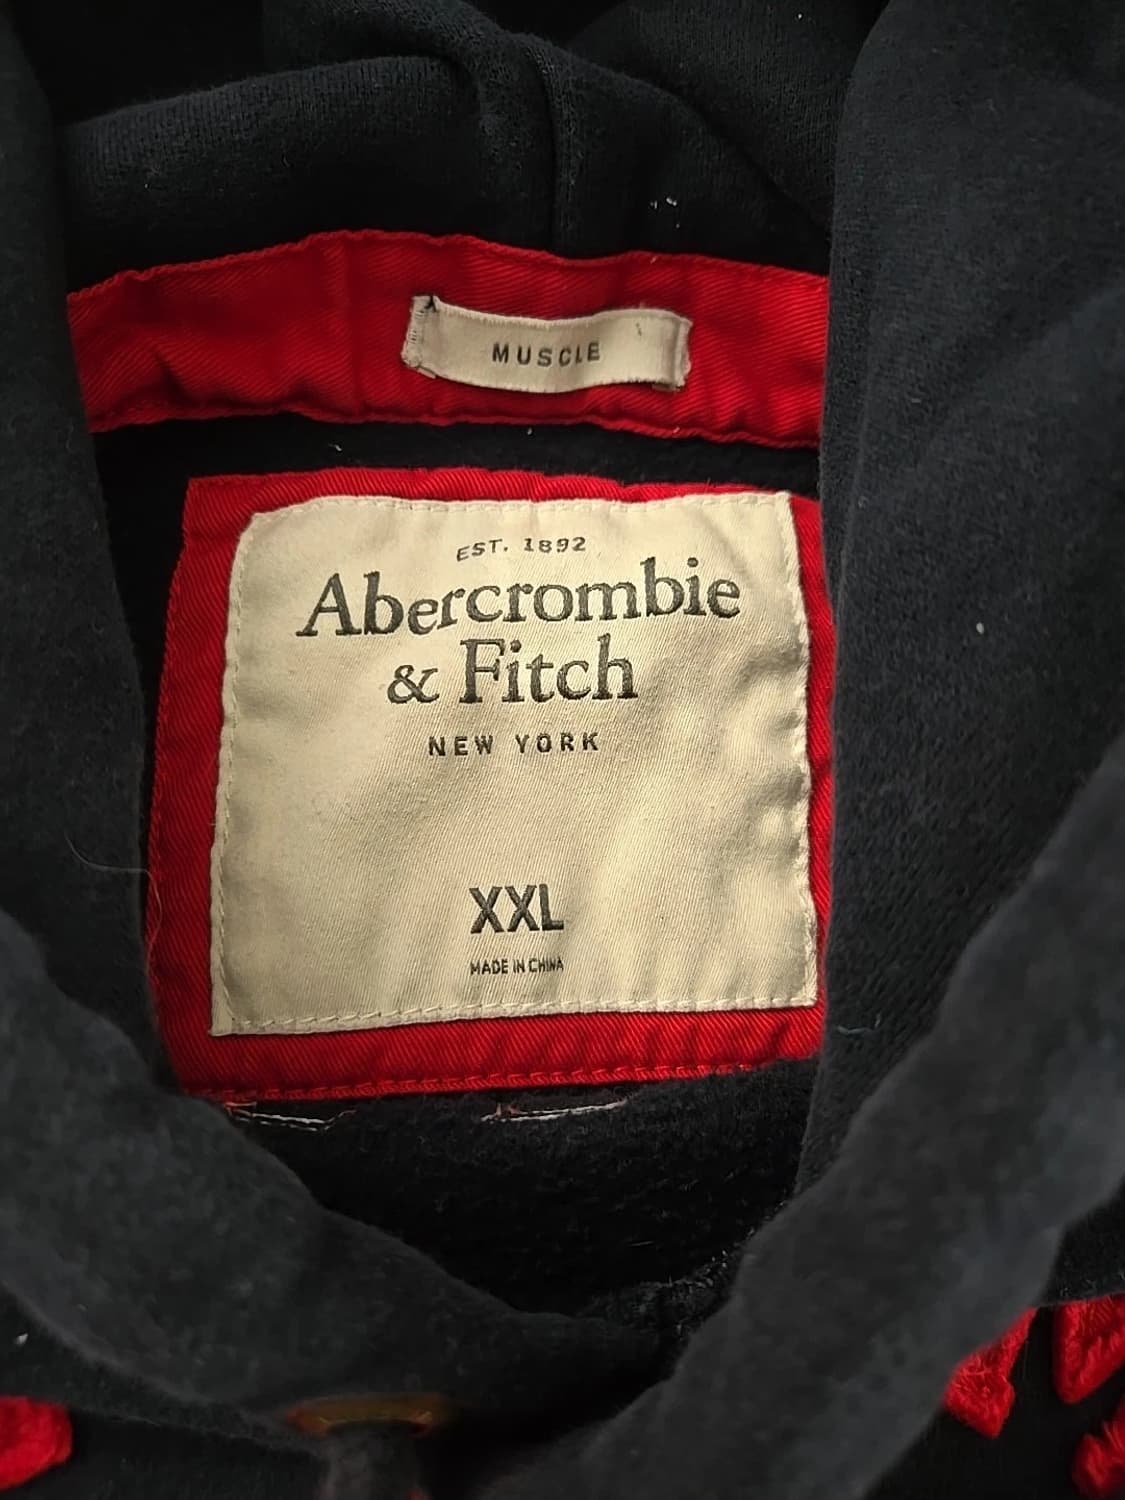 MUSCLE
EST. 1892
Abercrombie
& Fitch
NEW YORK
XXL
MADE IN CHINA